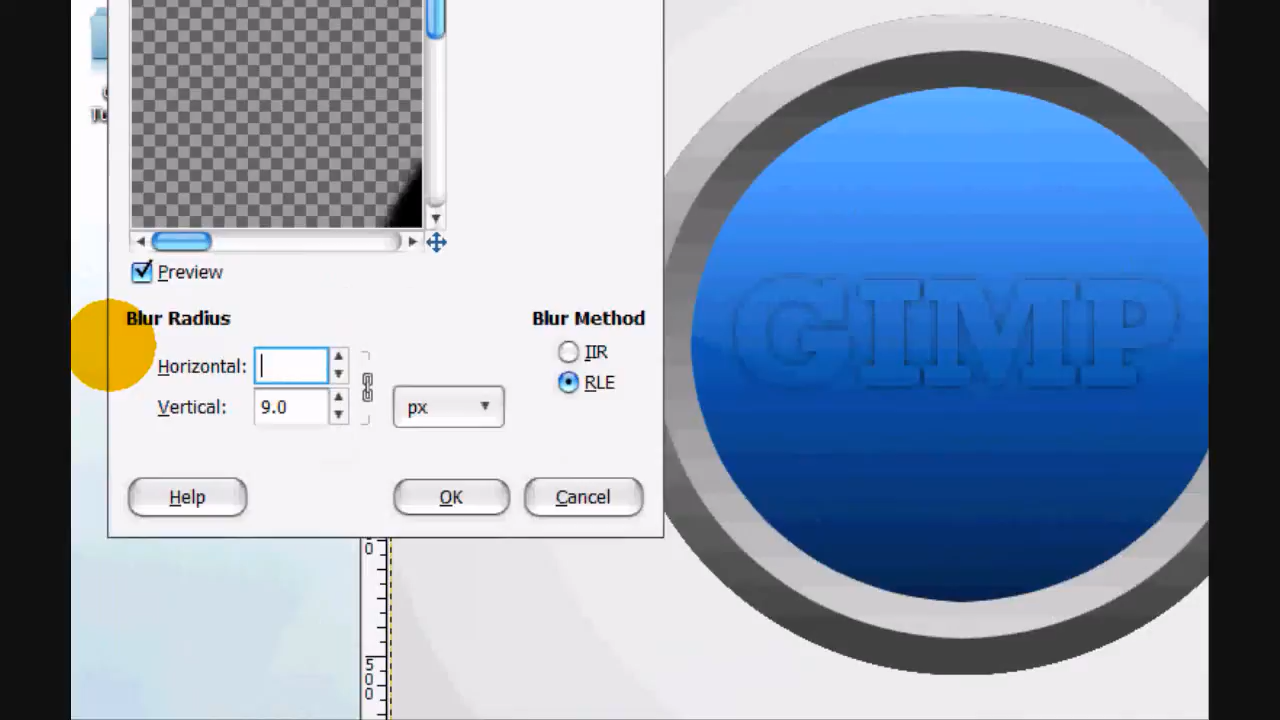 Preview
Blur Radius
Blur Method
Horizontal:
IIR
RLE
Vertical: 9.0
px
Help
OK
Cancel
GIMP
0
5
0
0